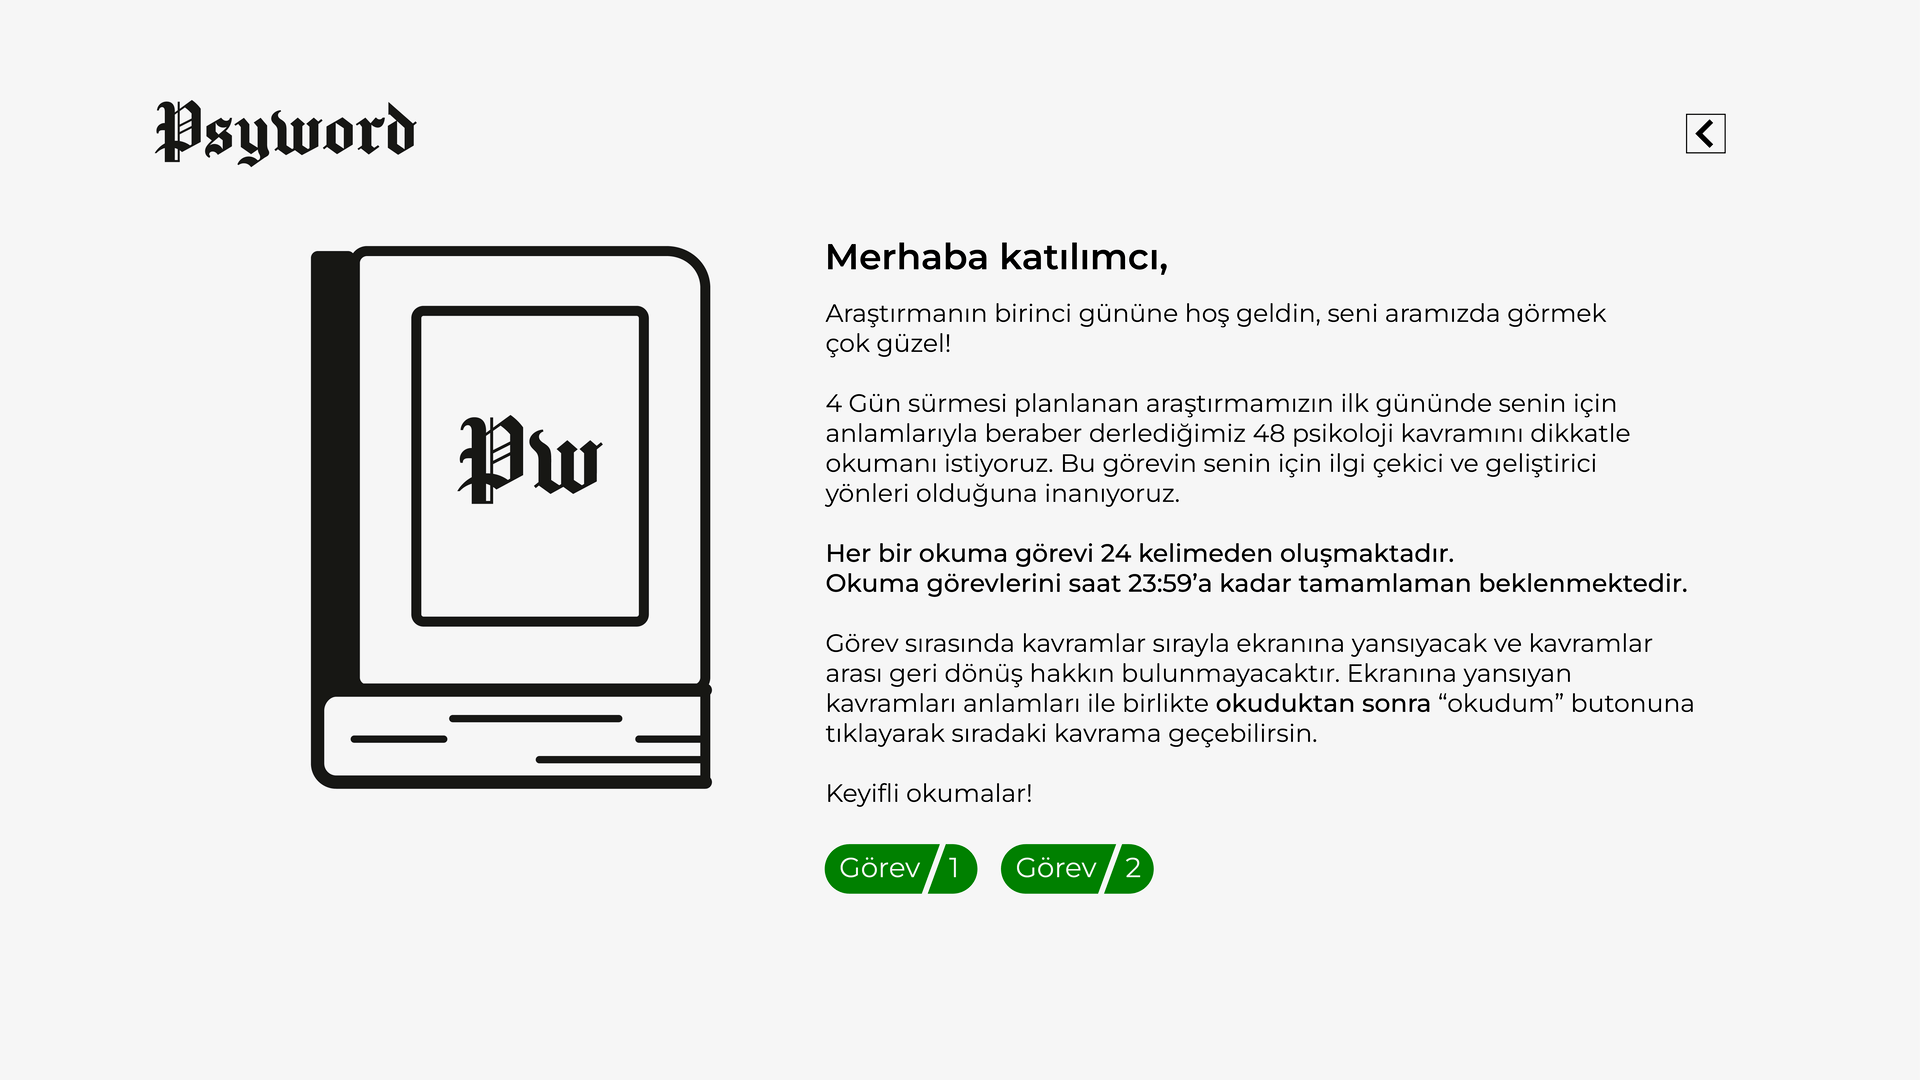 Psyword
Pw
Merhaba katılımcı,
Araştırmanın birinci gününe hoş geldin, seni aramızda görmek
çok güzel!
4 Gün sürmesi planlanan araştırmamızın ilk gününde senin için
anlamlarıyla beraber derlediğimiz 48 psikoloji kavramını dikkatle
okumanı istiyoruz. Bu görevin senin için ilgi çekici ve geliştirici
yönleri olduğuna inanıyoruz.
Her bir okuma görevi 24 kelimeden oluşmaktadır.
Okuma görevlerini saat 23:59’a kadar tamamlaman beklenmektedir.
Görev sırasında kavramlar sırayla ekranına yansıyacak ve kavramlar
arası geri dönüş hakkın bulunmayacaktır. Ekranına yansıyan
kavramları anlamları ile birlikte okuduktan sonra “okudum” butonuna
tıklayarak sıradaki kavrama geçebilirsin.
Keyifli okumalar!
Görev/1 Görev/2